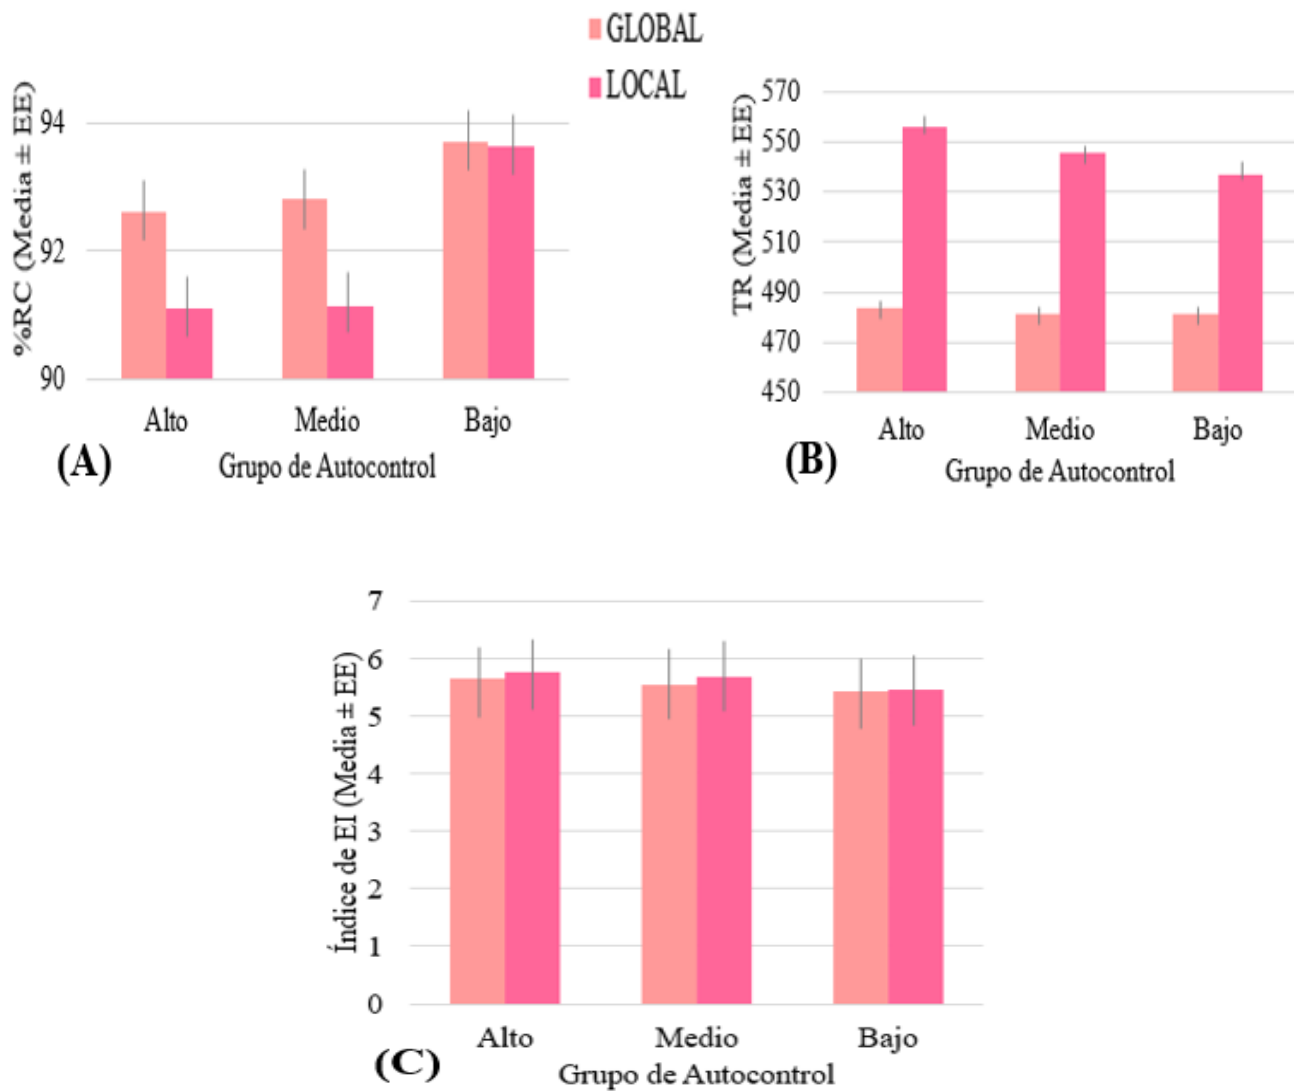 GLOBAL
LOCAL
%RC (Media ± EE)
94
92
90
Alto Medio Bajo
(A)
Grupo de Autocontrol
TR (Media ± EE)
570
550
530
510
490
470
450
Alto Medio Bajo
(B)
Grupo de Autocontrol
Índice de EI (Media ± EE)
7
6
5
4
3
2
1
0
Alto Medio Bajo
(C)
Grupo de Autocontrol